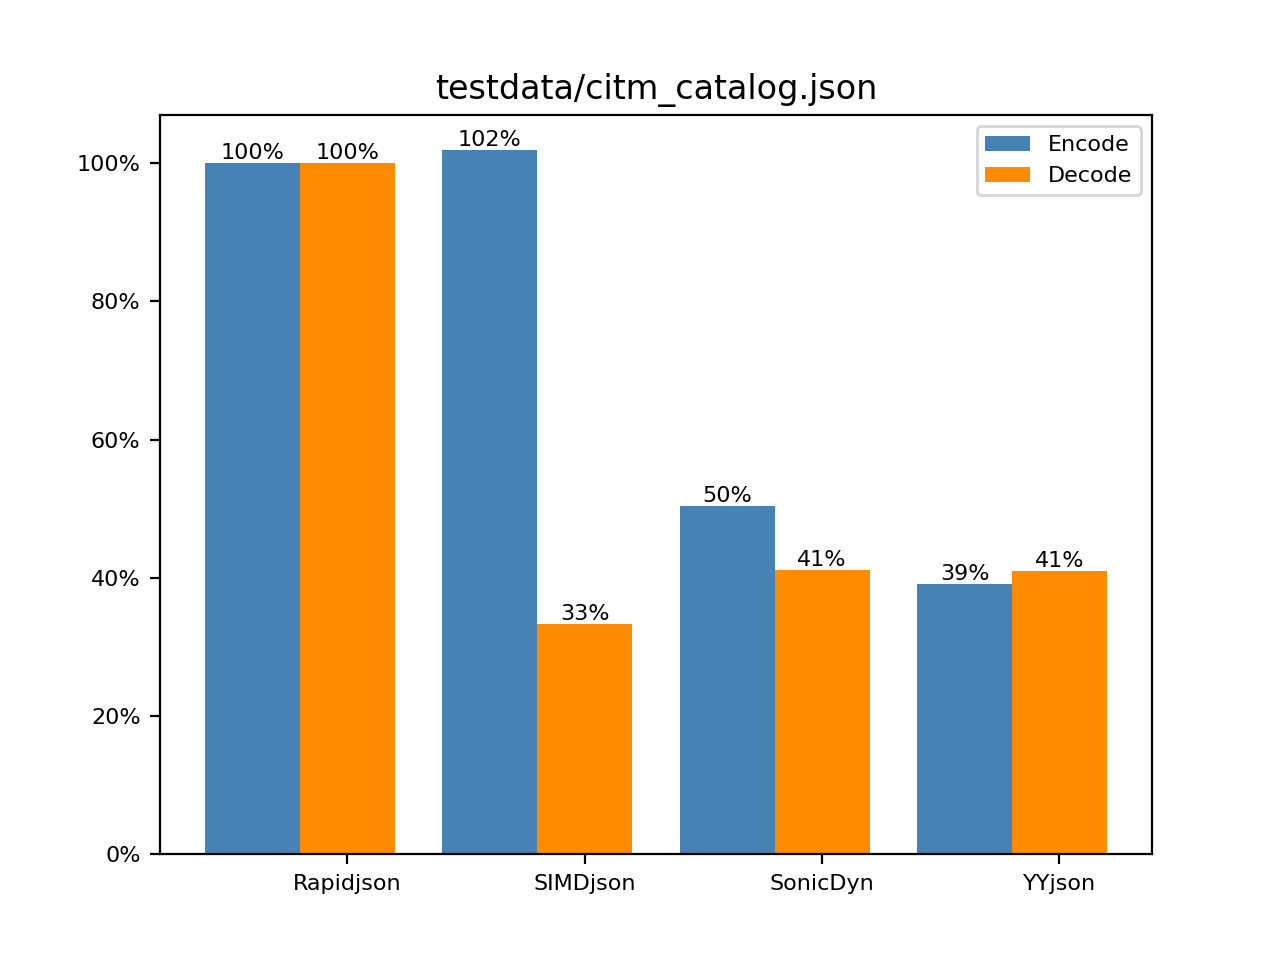 testdata/citm_catalog.json
Encode
Decode
100%
80%
60%
40%
20%
0%
100%
100%
102%
33%
50%
41%
39%
41%
Rapidjson
SIMDjson
SonicDyn
YYjson